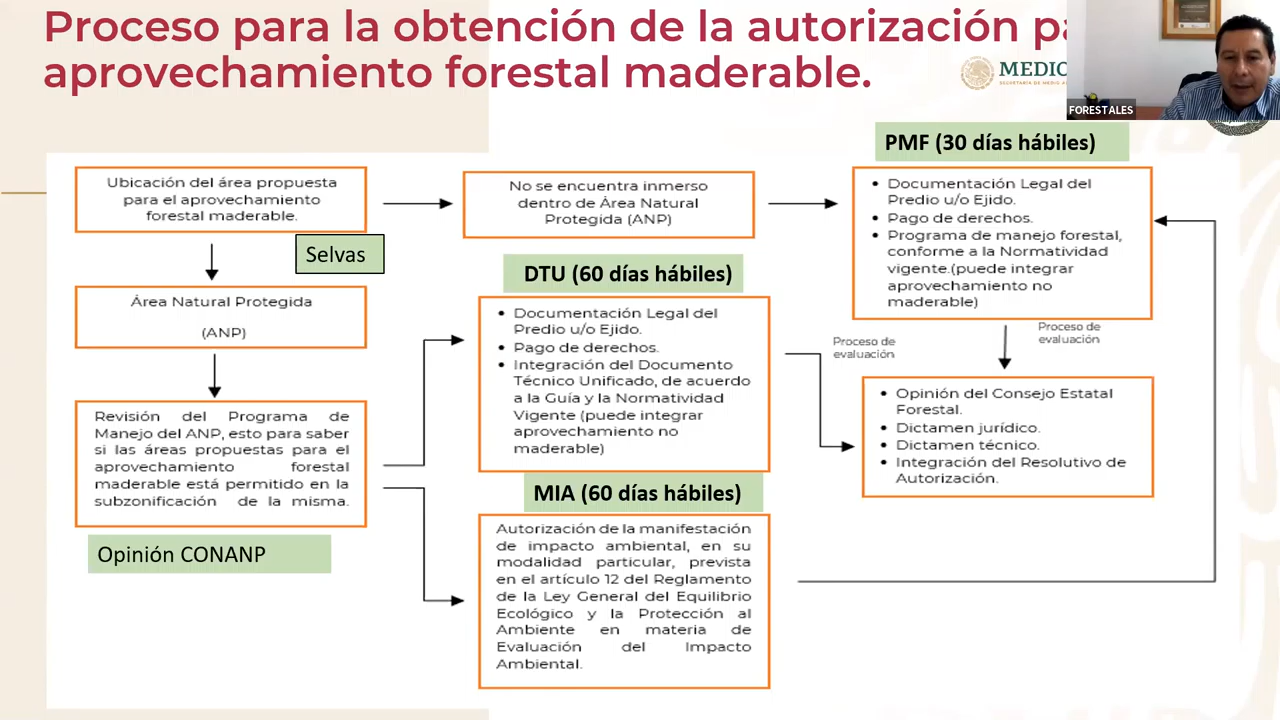 Proceso para la obtención de la autorización
aprovechamiento forestal maderable.
FORESTALES
PMF (30 días hábiles)
Ubicación del área propuesta
para el aprovechamiento
forestal maderable.
No se encuentra inmerso
dentro de Área Natural
Protegida (ANP)
• Documentación Legal del
Predio u/o Ejido.
• Pago de derechos.
• Programa de manejo forestal,
conforme a la Normatividad
vigente.(puede integrar
aprovechamiento no
maderable)
Selvas
DTU (60 días hábiles)
Área Natural Protegida
(ANP)
• Documentación Legal del
Predio u/o Ejido.
• Pago de derechos.
• Integración del Documento
Técnico Unificado, de acuerdo
a la Guía y la Normatividad
Vigente (puede integrar
aprovechamiento no
maderable)
Proceso de
evaluación
Proceso de
evaluación
• Opinión del Consejo Estatal
Forestal.
• Dictamen jurídico.
• Dictamen técnico.
• Integración del Resolutivo de
Autorización.
Revisión del Programa de
Manejo del ANP, esto para saber
si las áreas propuestas para el
aprovechamiento forestal
maderable está permitido en la
subzonificación de la misma.
Opinión CONANP
MIA (60 días hábiles)
Autorización de la manifestación
de impacto ambiental, en su
modalidad particular, prevista
en el artículo 12 del Reglamento
de la Ley General del Equilibrio
Ecológico y la Protección al
Ambiente en materia de
Evaluación del Impacto
Ambiental.